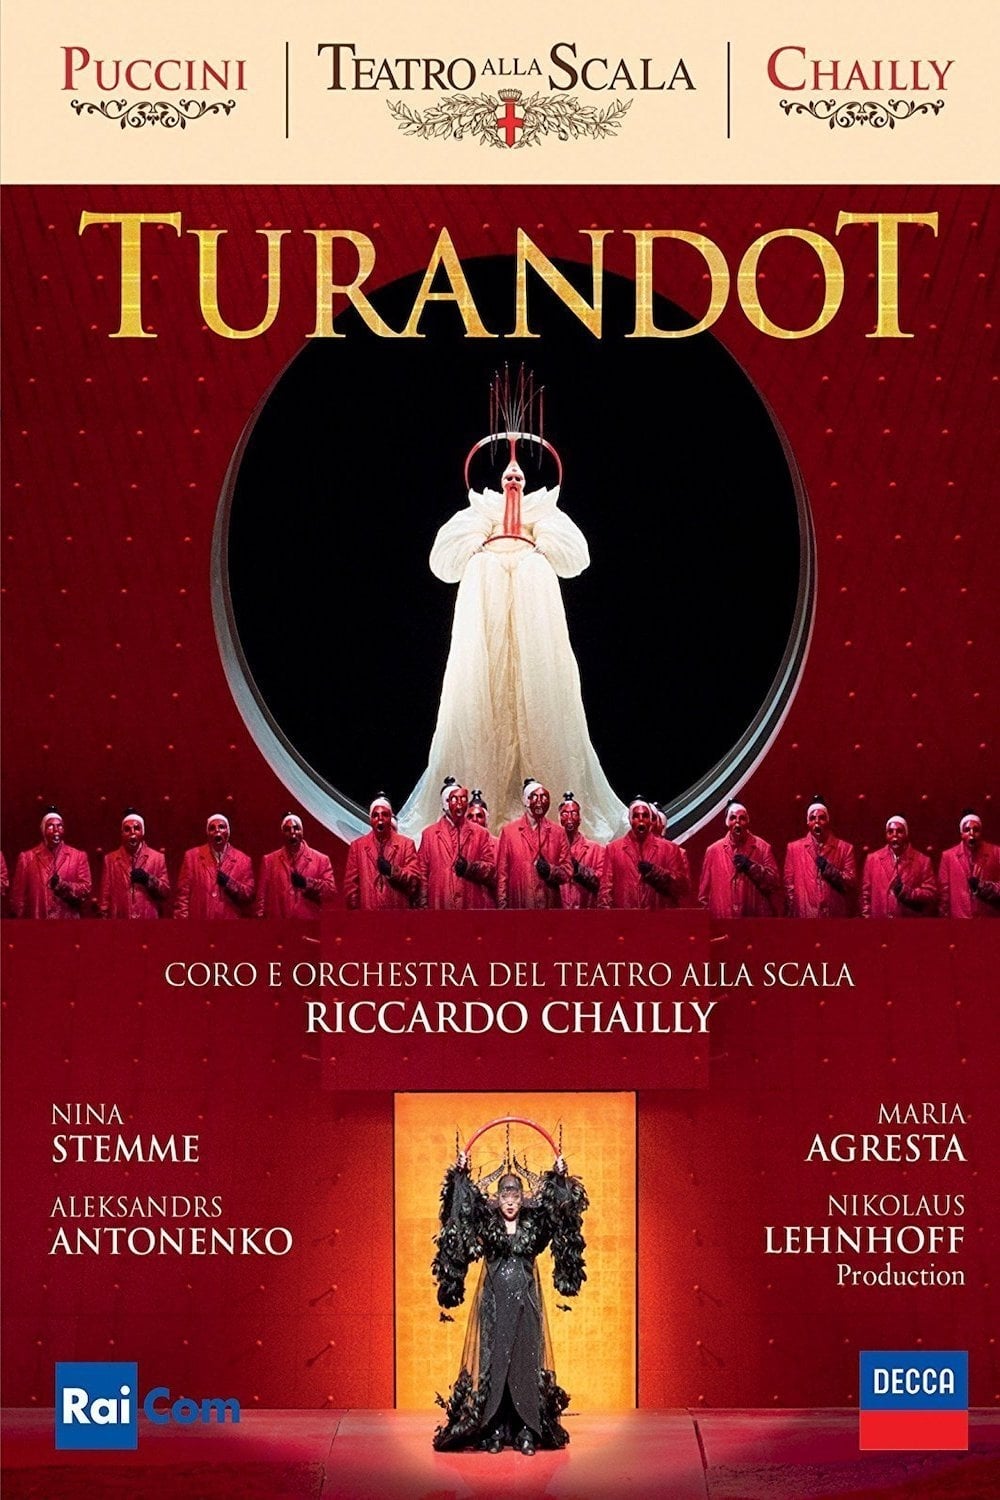 PUCCINI
TEATRO ALLA SCALA
CHAILLY
TURANDOT
CORO E ORCHESTRA DEL TEATRO ALLA SCALA
RICCARDO CHAILLY
NINA
STEMME
ALEKSANDRS
ANTONENKO
MARIA
AGRESTA
NIKOLAUS
LEHNHOFF
Production
Rai Com
DECCA